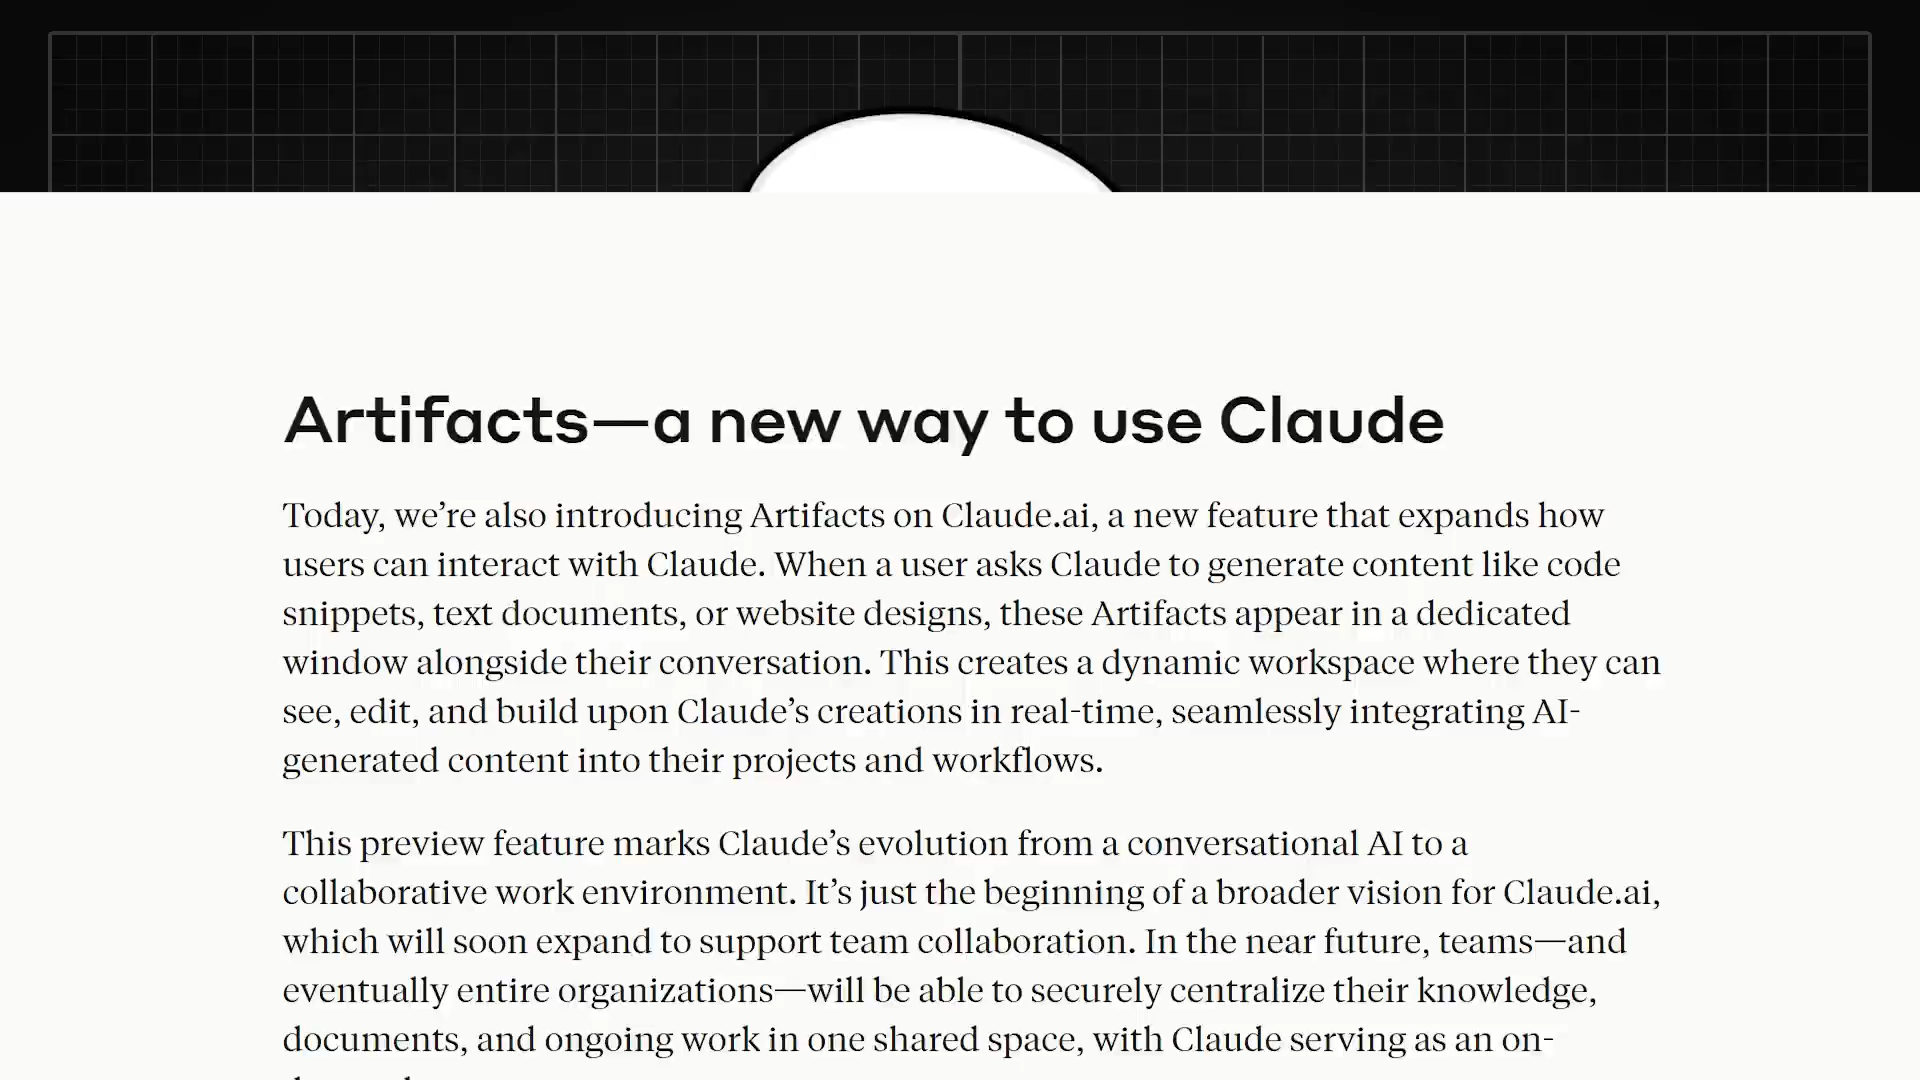 Artifacts—a new way to use Claude
Today, we’re also introducing Artifacts on Claude.ai, a new feature that expands how
users can interact with Claude. When a user asks Claude to generate content like code
snippets, text documents, or website designs, these Artifacts appear in a dedicated
window alongside their conversation. This creates a dynamic workspace where they can
see, edit, and build upon Claude’s creations in real-time, seamlessly integrating AI-
generated content into their projects and workflows.
This preview feature marks Claude’s evolution from a conversational AI to a
collaborative work environment. It’s just the beginning of a broader vision for Claude.ai,
which will soon expand to support team collaboration. In the near future, teams—and
eventually entire organizations—will be able to securely centralize their knowledge,
documents, and ongoing work in one shared space, with Claude serving as an on-